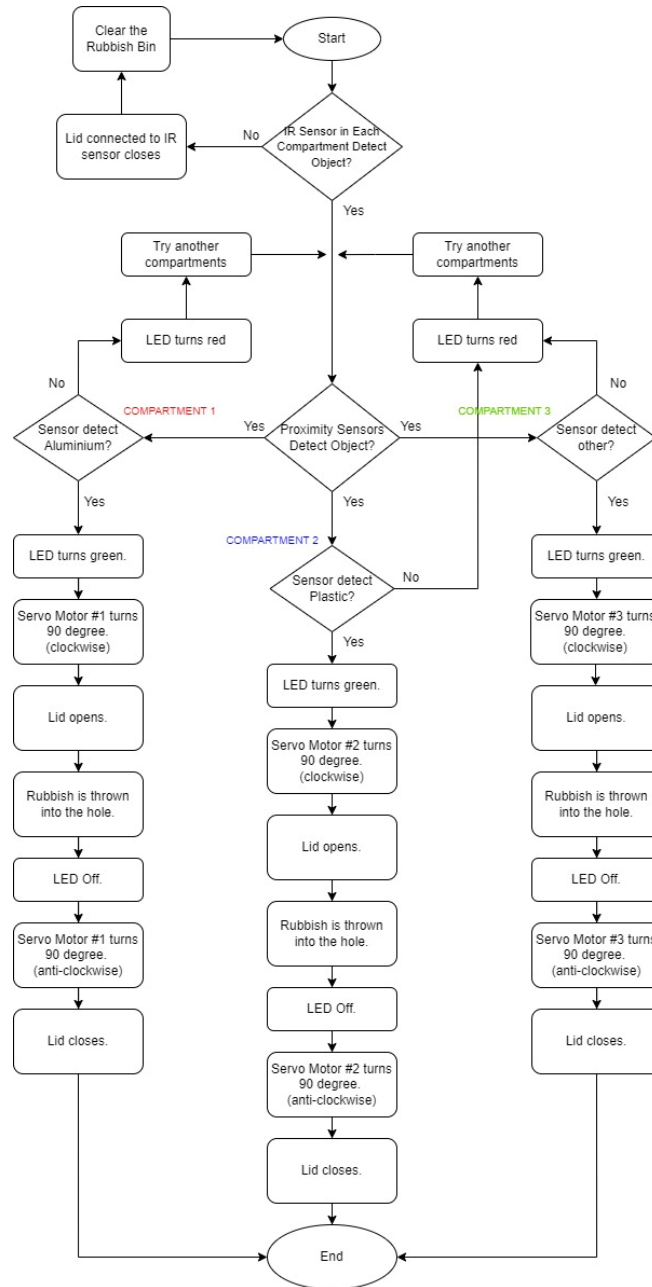 Clear the
Rubbish Bin
Start
IR Sensor in Each
Compartment Detect
Object?
No
Lid connected to IR
sensor closes
Yes
Try another
compartments
Try another
compartments
LED turns red
LED turns red
No
No
COMPARTMENT 1
COMPARTMENT 3
Sensor detect
Aluminium?
Yes
Proximity Sensors
Detect Object?
Yes
Sensor detect
other?
Yes
Yes
Yes
COMPARTMENT 2
LED turns green.
Sensor detect
Plastic?
No
LED turns green.
Servo Motor #1 turns
90 degree.
(clockwise)
Yes
Servo Motor #3 turns
90 degree.
(clockwise)
LED turns green.
Lid opens.
Servo Motor #2 turns
90 degree.
(clockwise)
Lid opens.
Rubbish is thrown
into the hole.
Lid opens.
Rubbish is thrown
into the hole.
LED Off.
LED Off.
Rubbish is thrown
into the hole.
Servo Motor #1 turns
90 degree.
(anti-clockwise)
Servo Motor #3 turns
90 degree.
(anti-clockwise)
LED Off.
Lid closes.
Lid closes.
Servo Motor #2 turns
90 degree.
(anti-clockwise)
Lid closes.
End